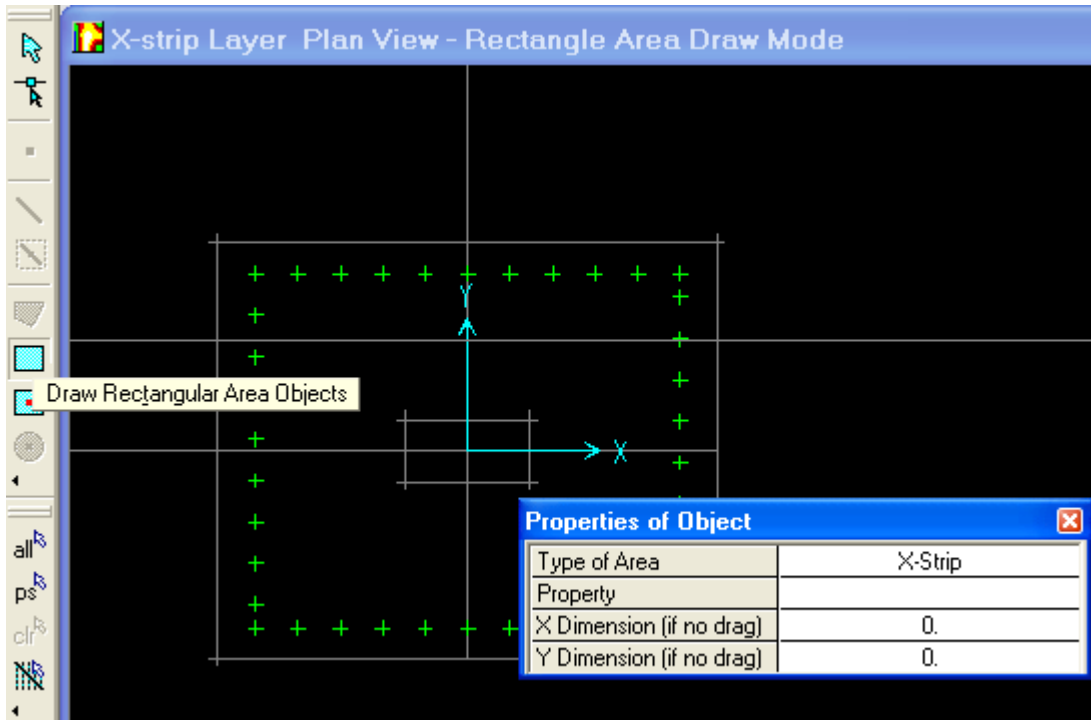 X-strip Layer Plan View - Rectangle Area Draw Mode
Y
Draw Rectangular Area Objects
X
Properties of Object
Type of Area X-Strip
Property
X Dimension (if no drag) 0.
Y Dimension (if no drag) 0.
all
ps
clr